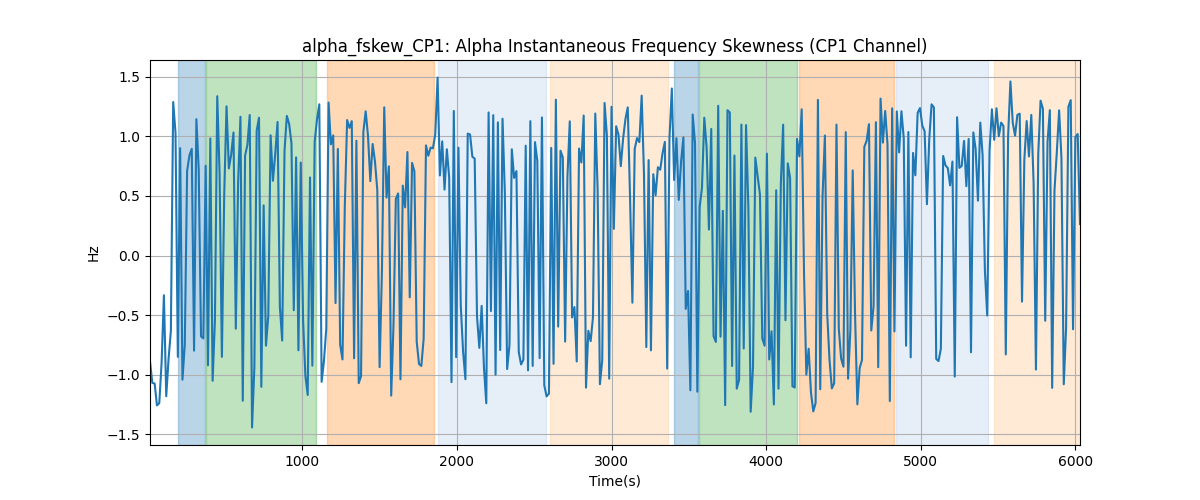 alpha_fskew_CP1: Alpha Instantaneous Frequency Skewness (CP1 Channel)
1.5
1.0
0.5
0.0
−0.5
−1.0
−1.5
Hz
1000 2000 3000 4000 5000 6000
Time(s)